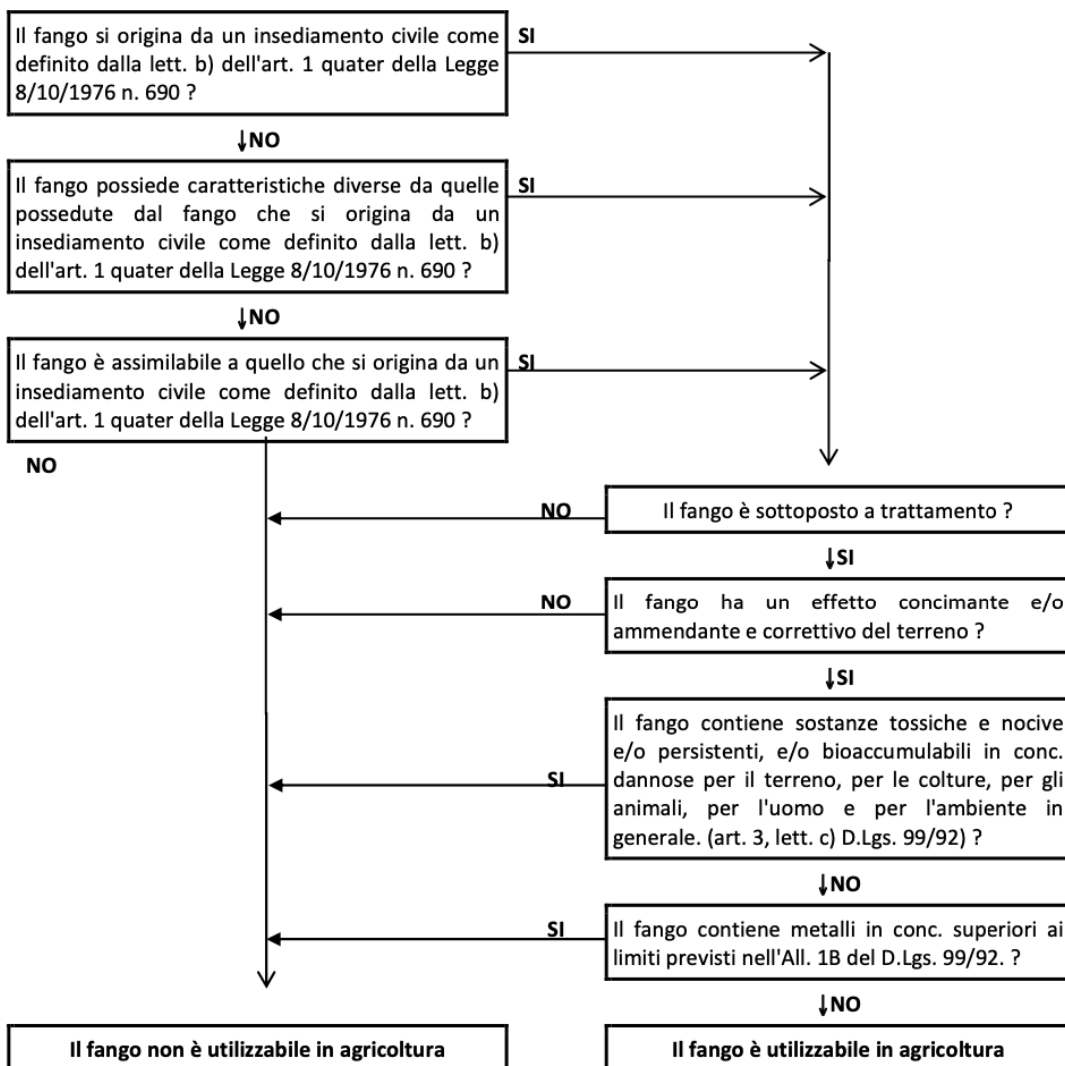 Il fango si origina da un insediamento civile come
definito dalla lett. b) dell'art. 1 quater della Legge
8/10/1976 n. 690 ?
SI
↓NO
Il fango possiede caratteristiche diverse da quelle
possedute dal fango che si origina da un
insediamento civile come definito dalla lett. b)
dell'art. 1 quater della Legge 8/10/1976 n. 690 ?
SI
↓NO
Il fango è assimilabile a quello che si origina da un
insediamento civile come definito dalla lett. b)
dell'art. 1 quater della Legge 8/10/1976 n. 690 ?
SI
NO
NO
Il fango è sottoposto a trattamento ?
↓SI
NO
Il fango ha un effetto concimante e/o
ammendante e correttivo del terreno ?
↓SI
Il fango contiene sostanze tossiche e nocive
e/o persistenti, e/o bioaccumulabili in conc.
dannose per il terreno, per le colture, per gli
animali, per l'uomo e per l'ambiente in
generale. (art. 3, lett. c) D.Lgs. 99/92) ?
SI
↓NO
SI
Il fango contiene metalli in conc. superiori ai
limiti previsti nell'All. 1B del D.Lgs. 99/92. ?
↓NO
Il fango non è utilizzabile in agricoltura
Il fango è utilizzabile in agricoltura